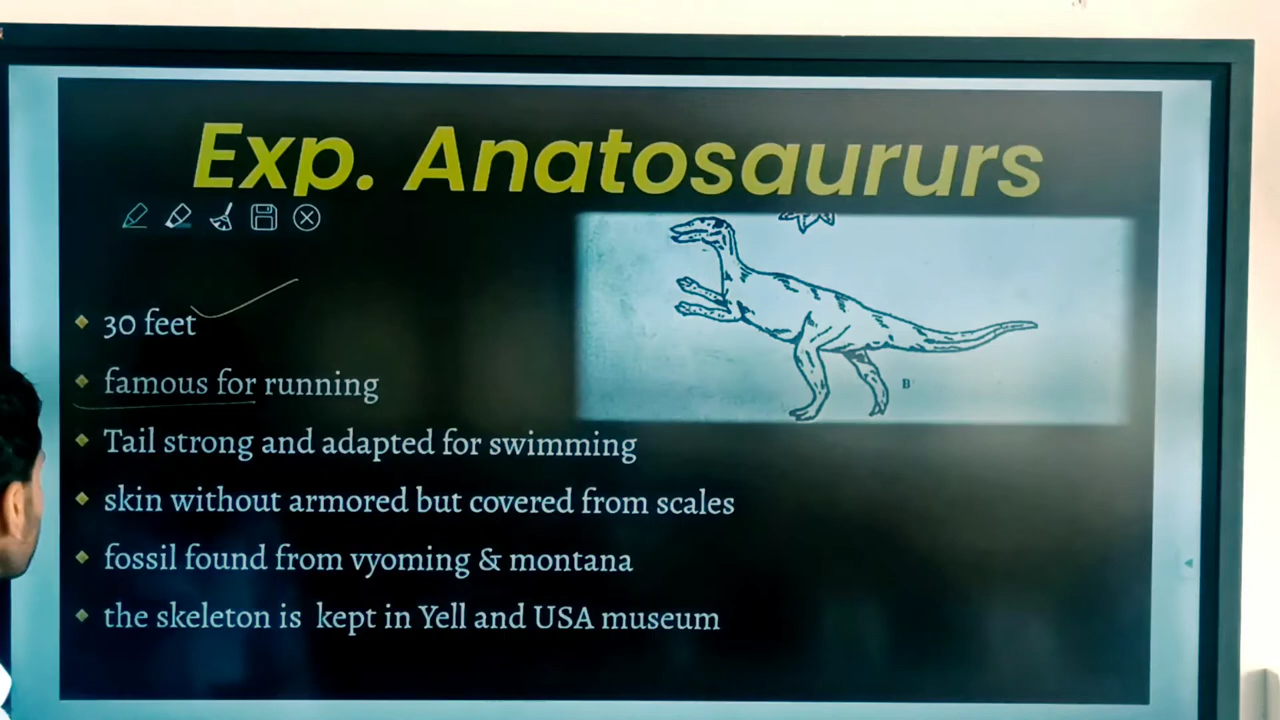 Exp. Anatosaururs
30 feet
famous for running
Tail strong and adapted for swimming
skin without armored but covered from scales
fossil found from vyoming & montana
the skeleton is kept in Yell and USA museum
B